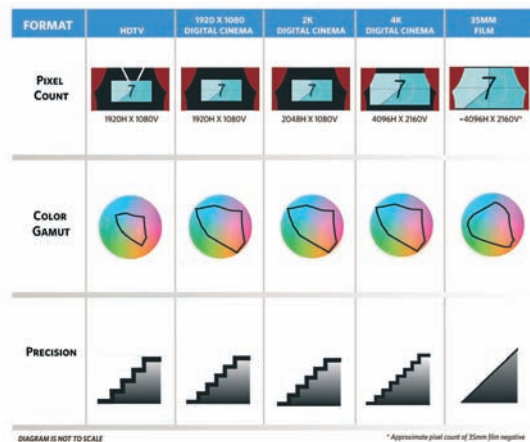 FORMAT
HDTV
1920 X 1080
DIGITAL CINEMA
2K
DIGITAL CINEMA
4K
DIGITAL CINEMA
35MM
FILM
PIXEL
COUNT
7
7
7
7
7
1920H X 1080V
1920H X 1080V
2048H X 1080V
4096H X 2160V
~4096H X 2160V*
COLOR
GAMUT
PRECISION
DIAGRAM IS NOT TO SCALE
* Approximate pixel count of 35mm film negative